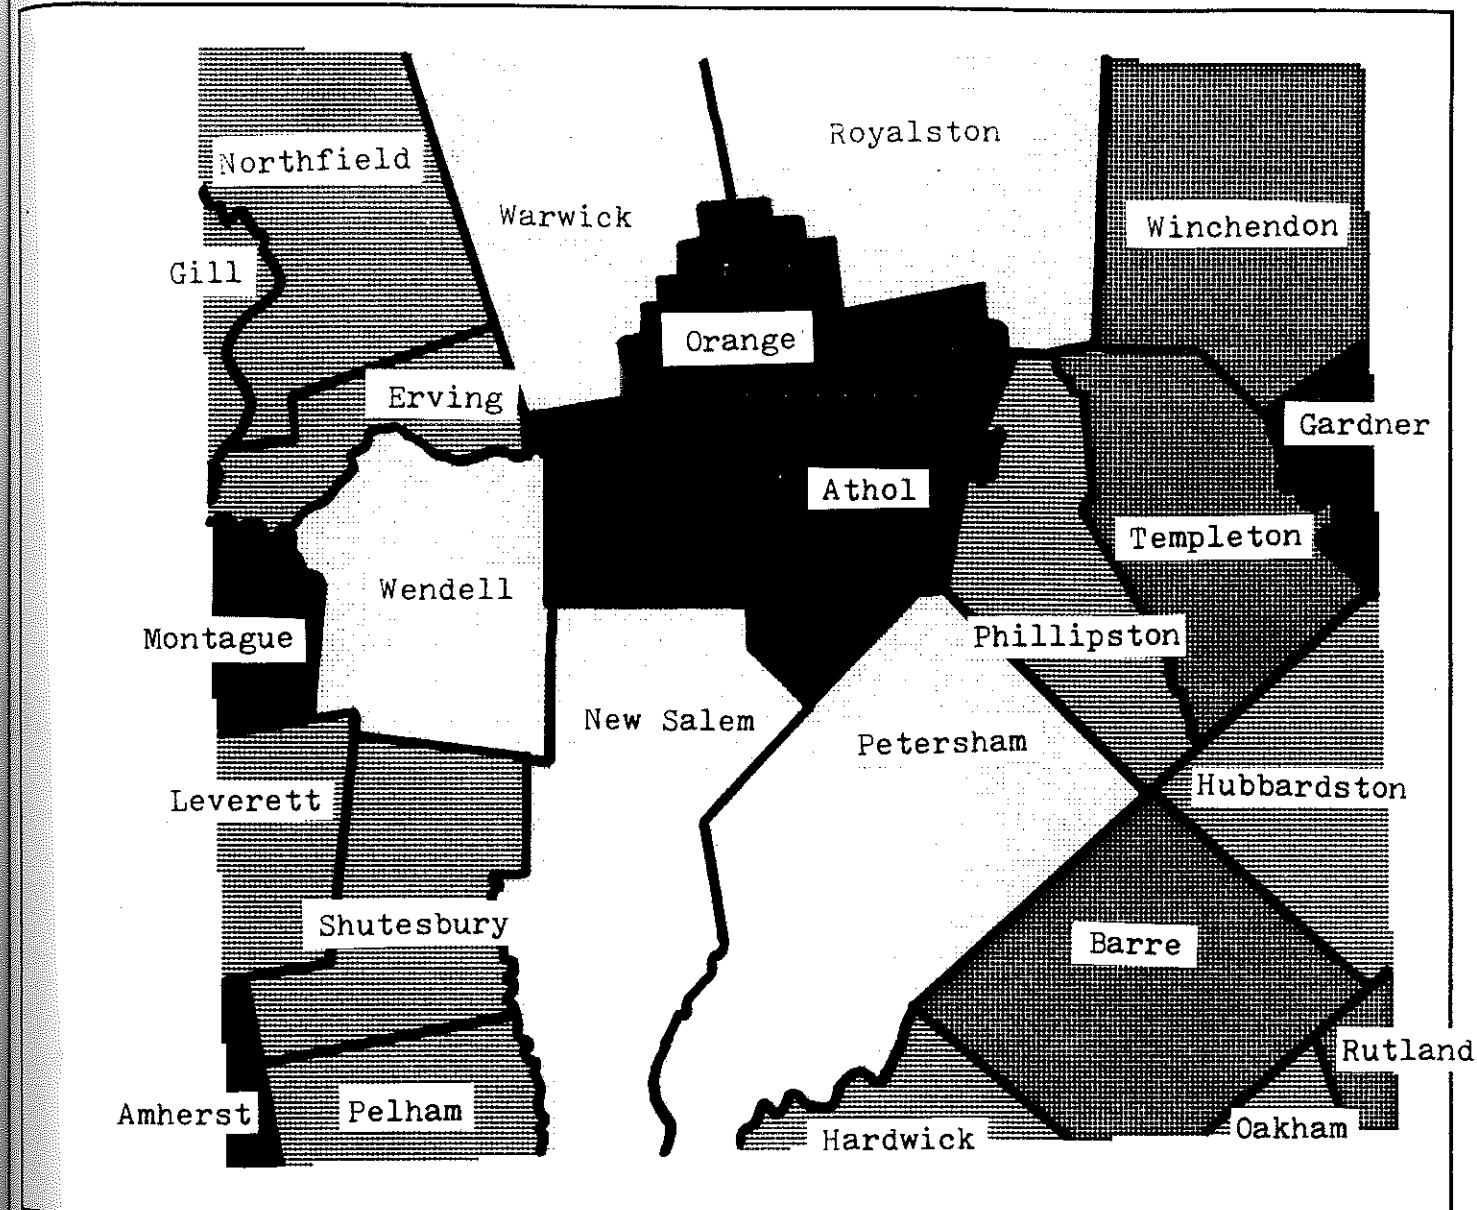 Royalston
Northfield
Warwick
Winchendon
Gill
Orange
Erving
Gardner
Athol
Templeton
Wendell
Montague
Phillipston
New Salem
Petersham
Hubbardston
Leverett
Shutesbury
Barre
Rutland
Amherst
Pelham
Oakham
Hardwick